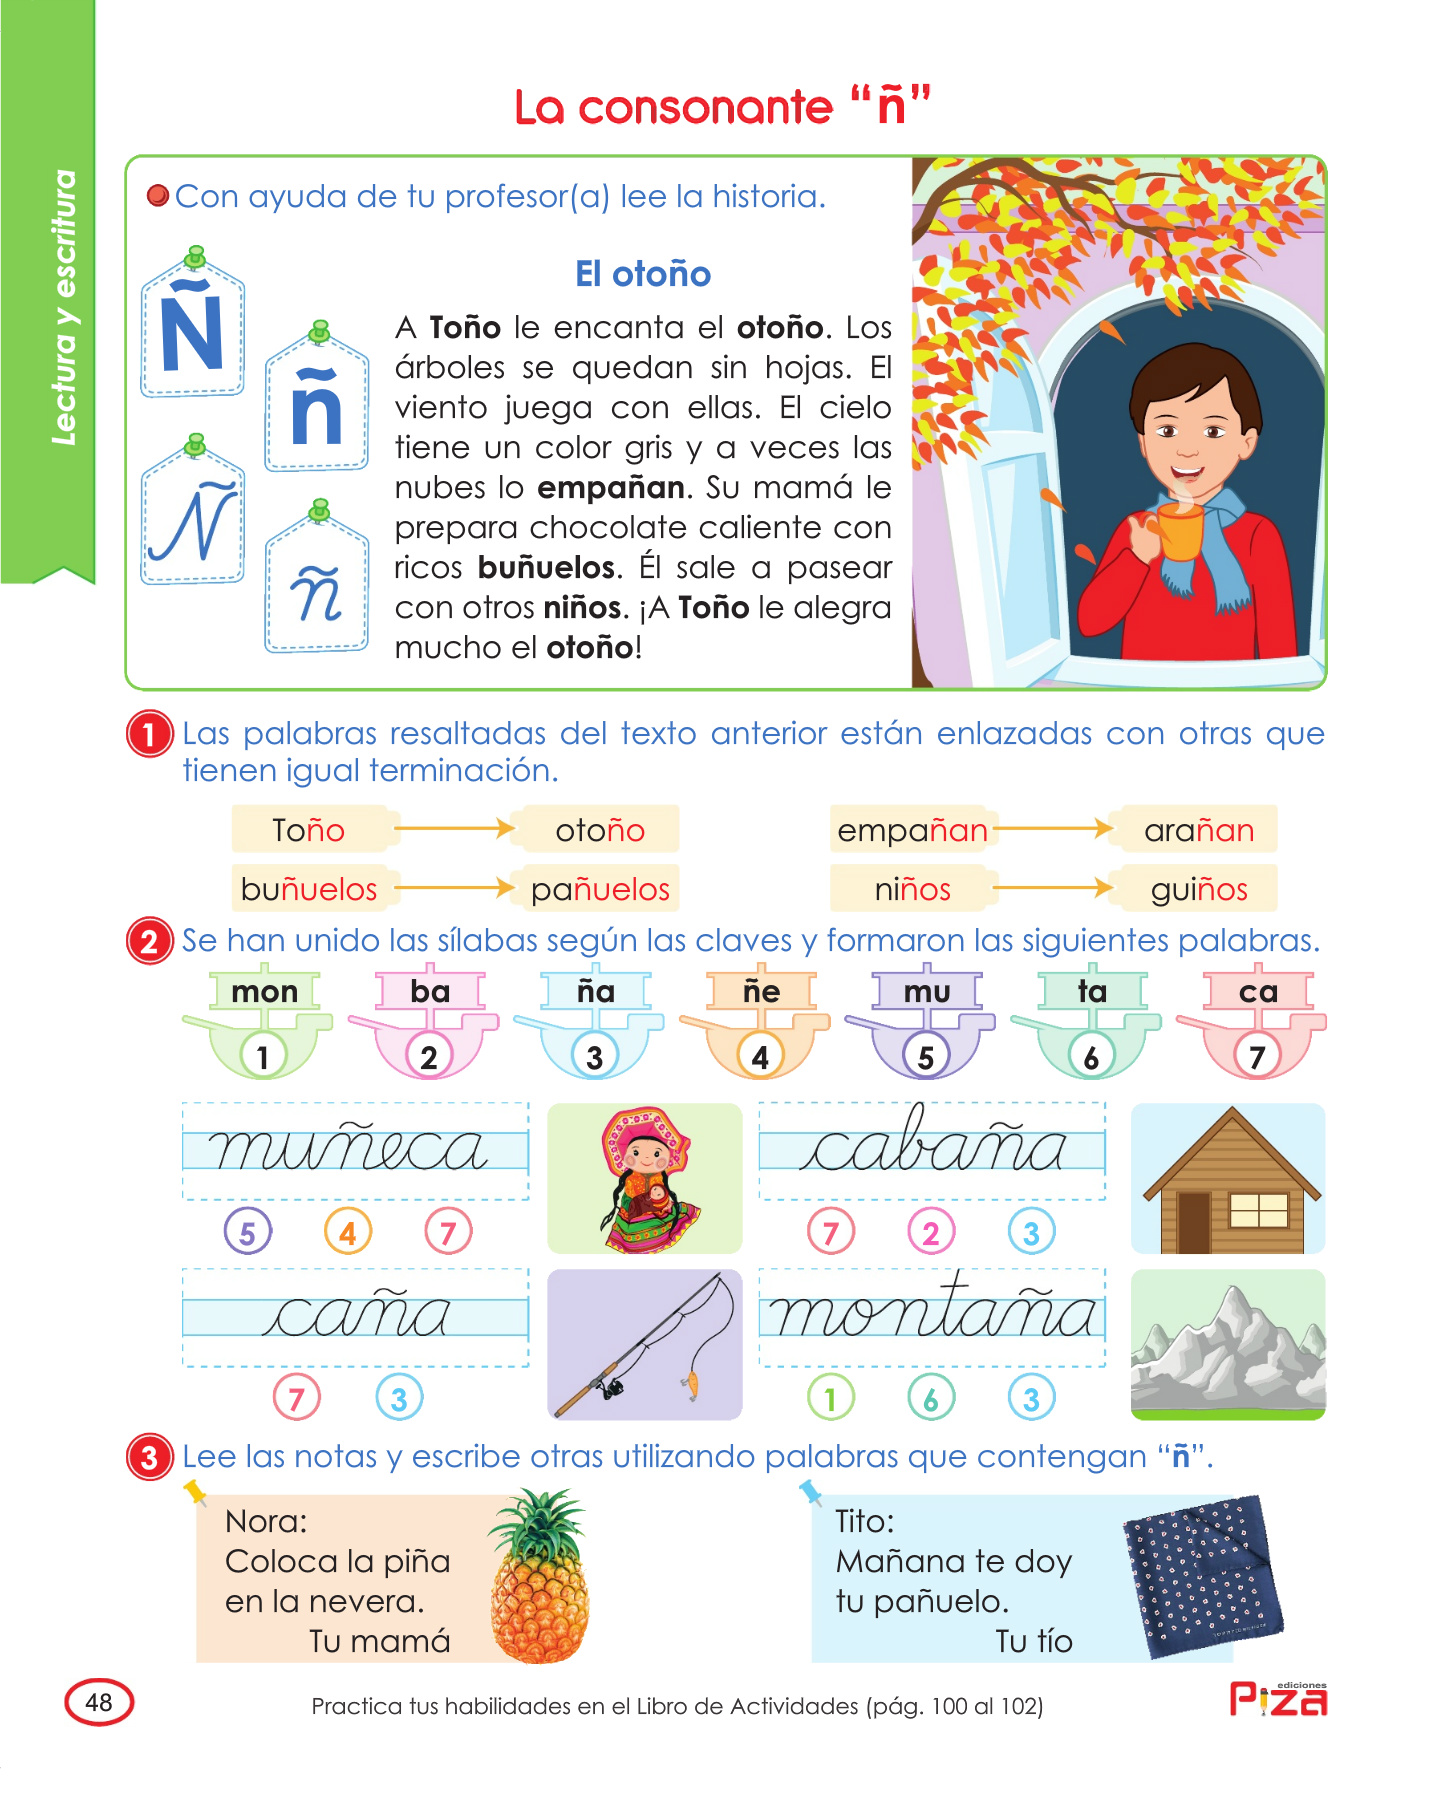 Lectura y escritura
La consonante “ñ”
Con ayuda de tu profesor(a) lee la historia.
Ñ
ñ
Ñ
ñ
El otoño
A Toño le encanta el otoño. Los
árboles se quedan sin hojas. El
viento juega con ellas. El cielo
tiene un color gris y a veces las
nubes lo empañan. Su mamá le
prepara chocolate caliente con
ricos buñuelos. Él sale a pasear
con otros niños. ¡A Toño le alegra
mucho el otoño!
1 Las palabras resaltadas del texto anterior están enlazadas con otras que
tienen igual terminación.
Toño otoño empañan arañan
buñuelos pañuelos niños guiños
2 Se han unido las sílabas según las claves y formaron las siguientes palabras.
mon ba ña ñe mu ta ca
1 2 3 4 5 6 7
muñeca cabaña
5 4 7 7 2 3
caña montaña
7 3 1 6 3
3 Lee las notas y escribe otras utilizando palabras que contengan “ñ”.
Nora:
Coloca la piña
en la nevera.
Tu mamá
Tito:
Mañana te doy
tu pañuelo.
Tu tío
48
Practica tus habilidades en el Libro de Actividades (pág. 100 al 102)
ediciones
Piza